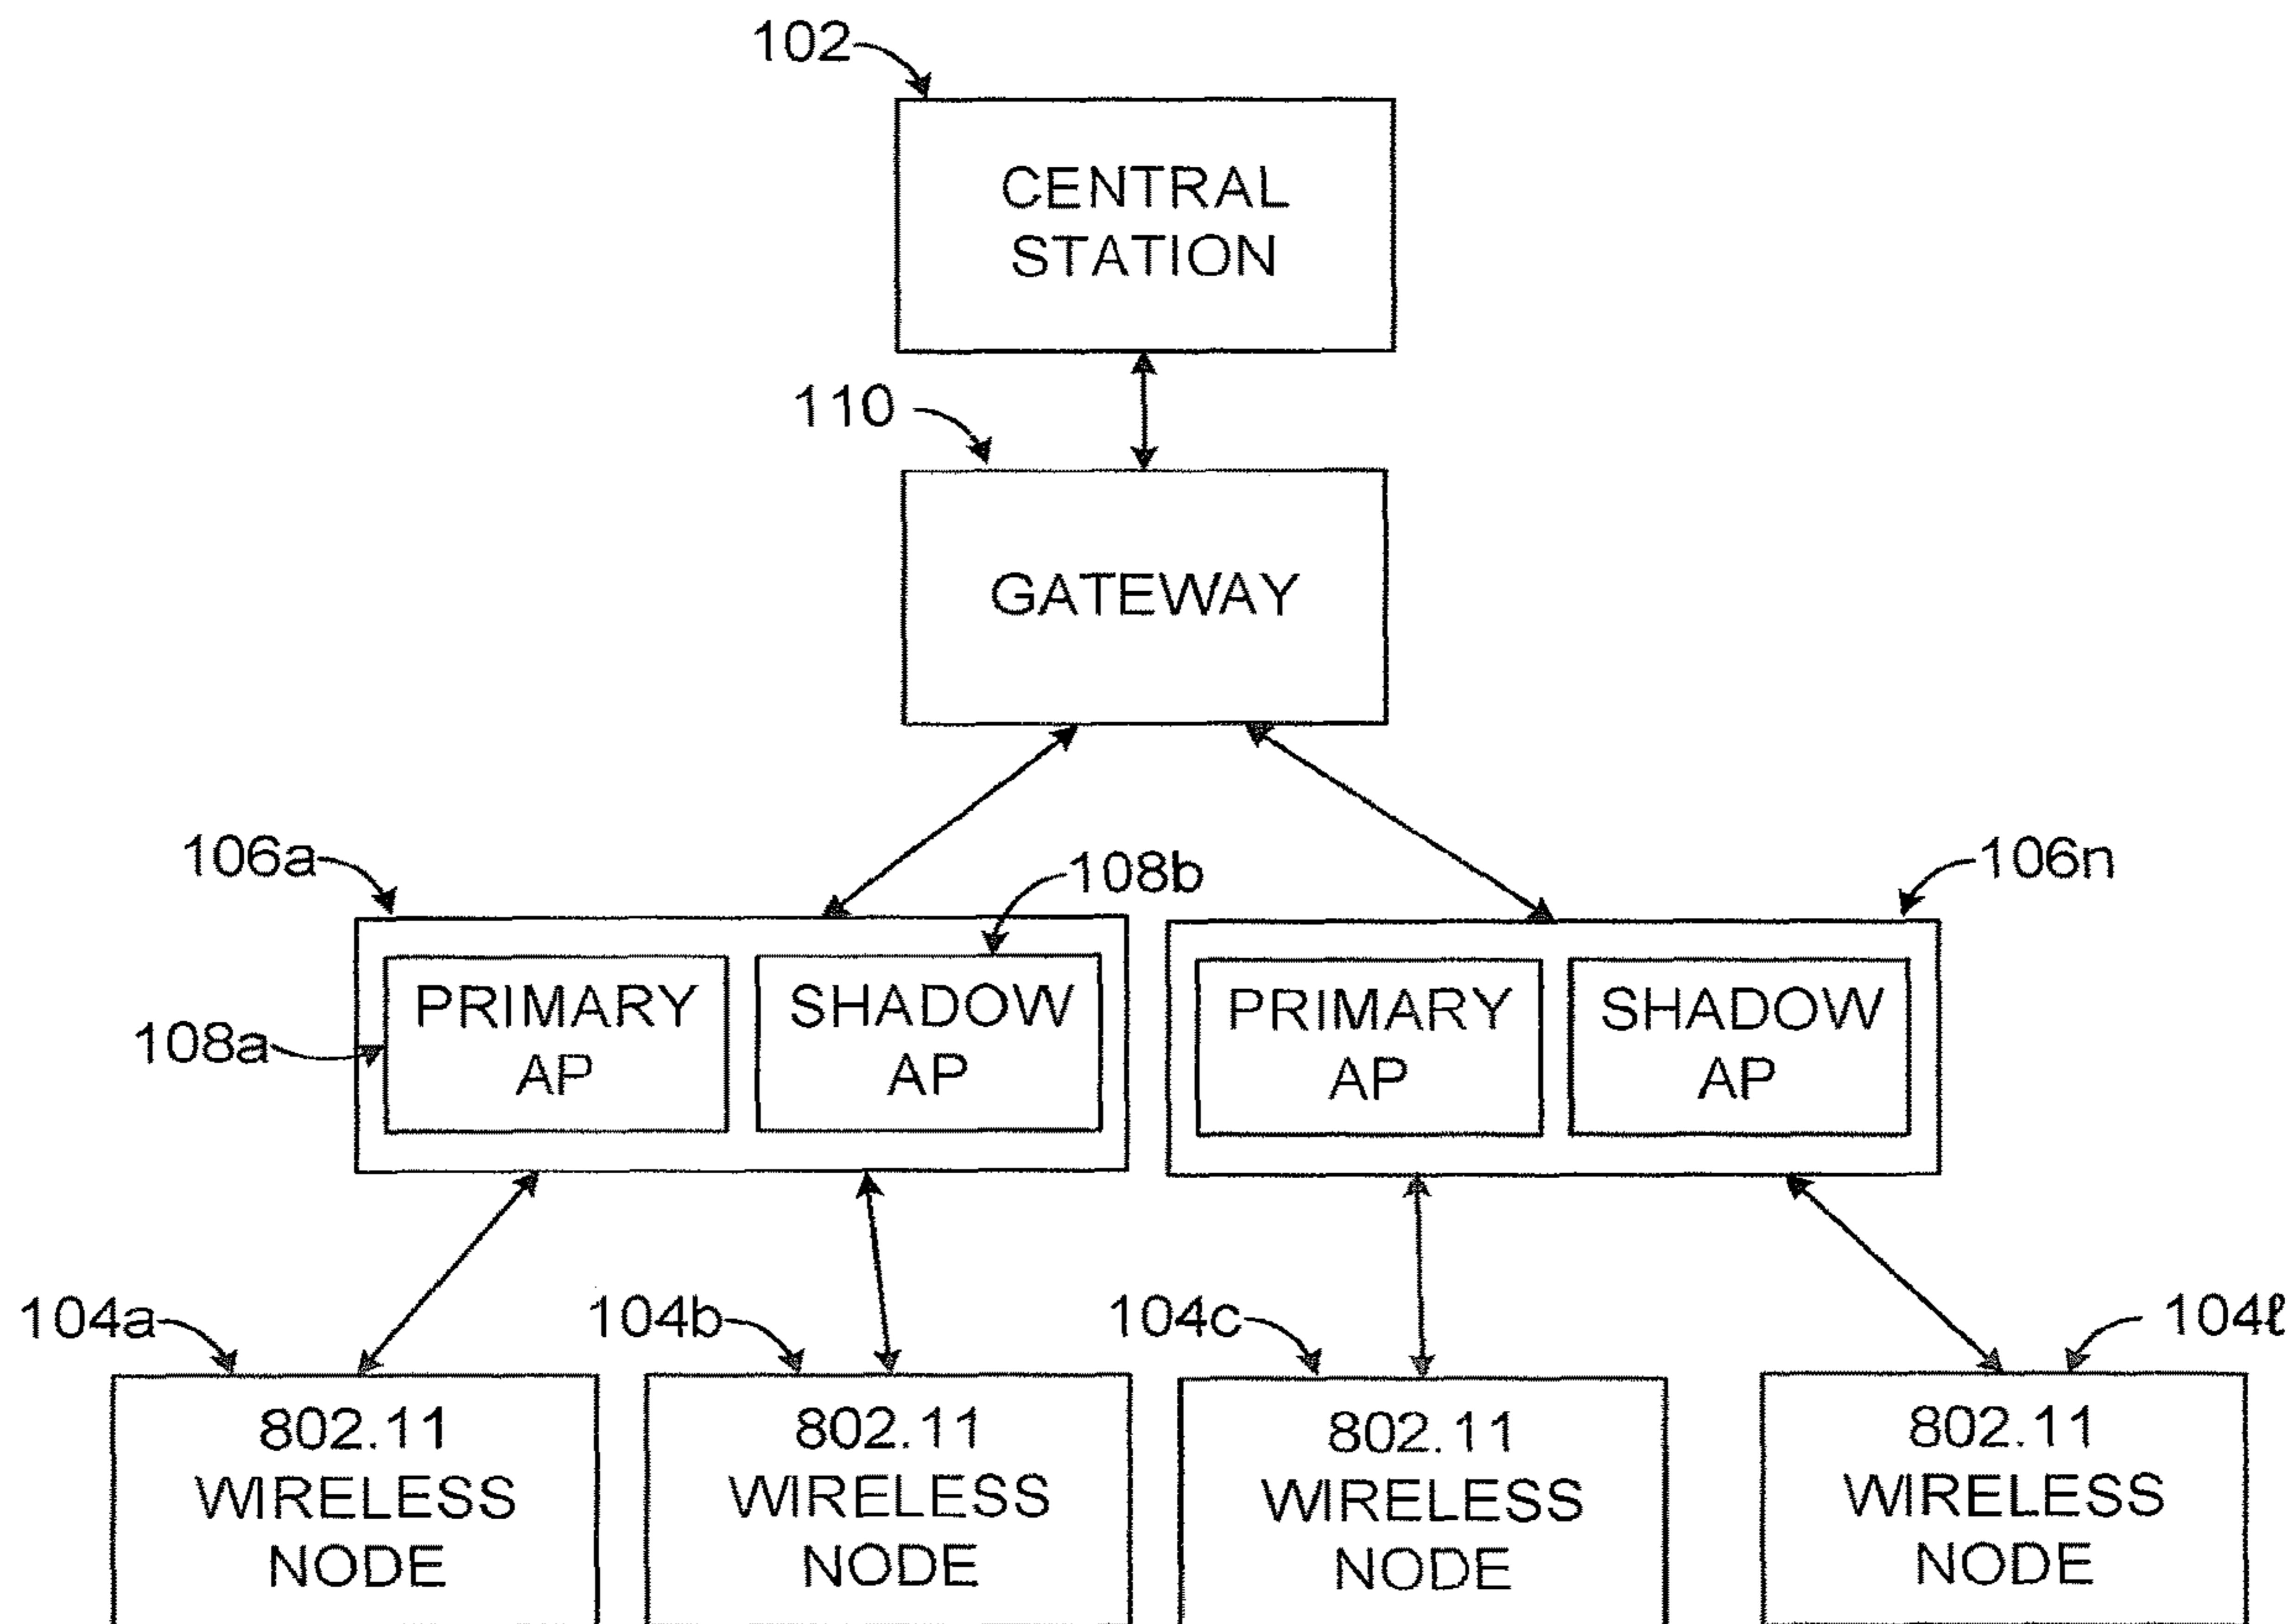 102
CENTRAL
STATION
110
GATEWAY
106a
108b
106n
108a
PRIMARY
AP
SHADOW
AP
PRIMARY
AP
SHADOW
AP
104a
104b
104c
104ℓ
802.11
WIRELESS
NODE
802.11
WIRELESS
NODE
802.11
WIRELESS
NODE
802.11
WIRELESS
NODE